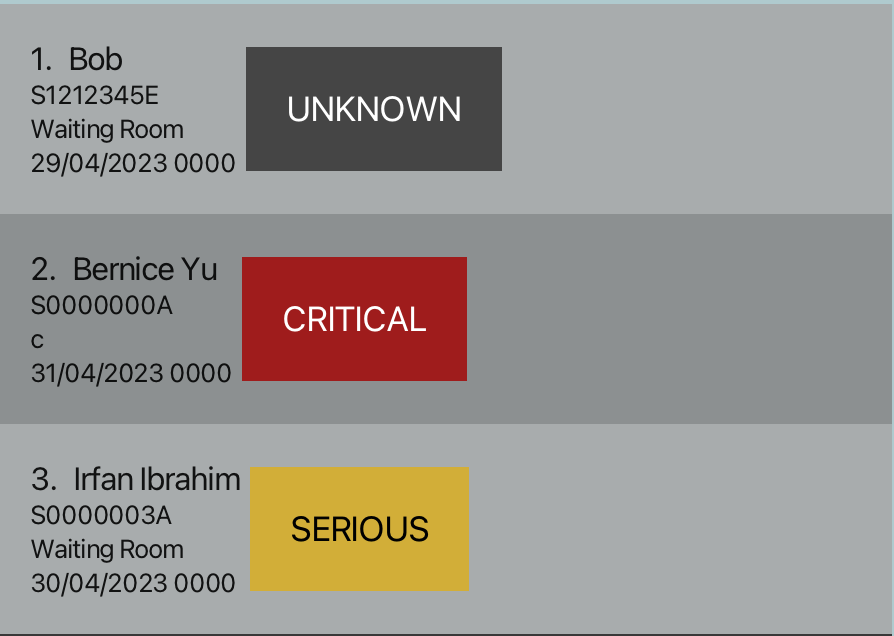 1. Bob
S1212345E
Waiting Room
29/04/2023 0000
UNKNOWN
2. Bernice Yu
S0000000A
c
31/04/2023 0000
CRITICAL
3. Irfan Ibrahim
S0000003A
Waiting Room
30/04/2023 0000
SERIOUS